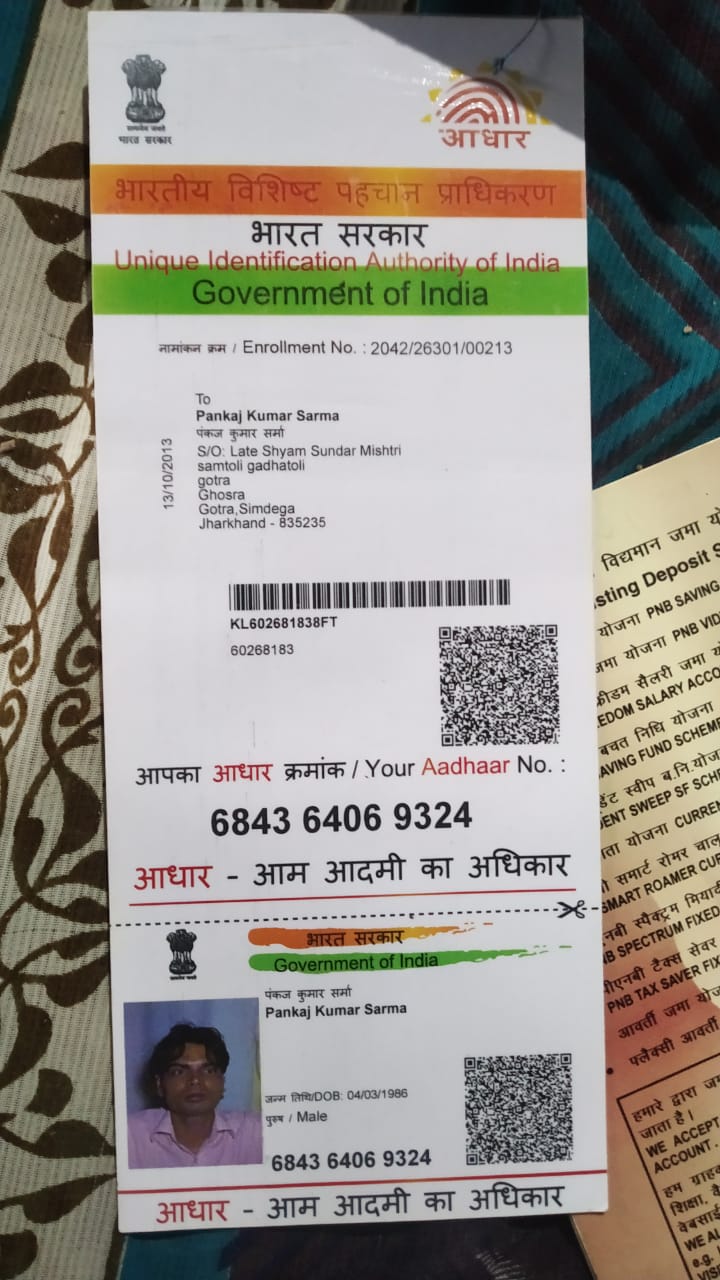 सत्यमेव जयते
भारत सरकार
आधार
भारतीय विशिष्ट पहचान प्राधिकरण
भारत सरकार
Unique Identification Authority of India
Government of India
नामांकन क्रम / Enrollment No. : 2042/26301/00213
To
Pankaj Kumar Sarma
पंकज कुमार सर्मा
S/O: Late Shyam Sundar Mishtri
samtoli gadhatoli
gotra
Ghosra
Gotra,Simdega
Jharkhand - 835235
13/10/2013
KL602681838FT
60268183
आपका आधार क्रमांक / Your Aadhaar No. :
6843 6406 9324
आधार - आम आदमी का अधिकार
भारत सरकार
Government of India
पंकज कुमार सर्मा
Pankaj Kumar Sarma
जन्म तिथि/DOB: 04/03/1986
पुरुष / Male
6843 6406 9324
आधार - आम आदमी का अधिकार
विद्यमान जमा
sting Deposit S
योजना PNB SAVING
जमा योजना PNB VID
सैलरी जमा
EDOM SALARY ACCO
बचत निधि योजना
AVING FUND SCHEME
स्वीप ब.नि.योज
ENT SWEEP SF SCHE
योजना CURREN
स्मार्ट रोमर चालू
SMART ROAMER CUR
स्पैक्ट्रम मियादी
B SPECTRUM FIXED
पीएनबी टैक्स सेवर
PNB TAX SAVER FIX
आवर्ती जमा योज
• फ्लैक्सी आवर्ती
हमारे द्वारा जम
जाता है।
WE ACCEPT
ACCOUNT .
हम ग्राहक
शिक्षा,
वेबसाई
WE AL
e.g.